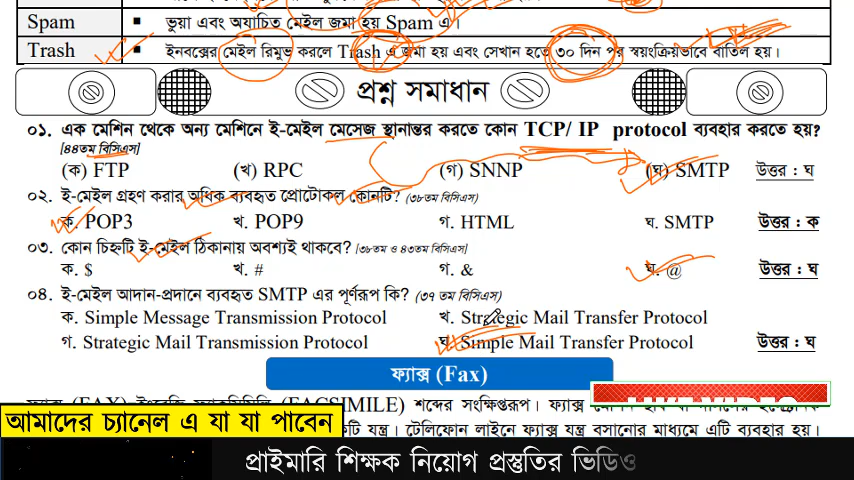 Spam ▪ ভুয়া এবং অযাচিত মেইল জমা হয় Spam এ।
Trash ▪ ইনবক্সের মেইল রিমুভ করলে Trash এ জমা হয় এবং সেখান হতে ৩০ দিন পর স্বয়ংক্রিয়ভাবে বাতিল হয়।
প্রশ্ন সমাধান
০১. এক মেশিন থেকে অন্য মেশিনে ই-মেইল মেসেজ স্থানান্তর করতে কোন TCP/ IP protocol ব্যবহার করতে হয়?
[৪৪তম বিসিএস]
(ক) FTP (খ) RPC (গ) SNNP (ঘ) SMTP উত্তর : ঘ
০২. ই-মেইল গ্রহণ করার অধিক ব্যবহৃত প্রোটোকল কোনটি? (৩৮তম বিসিএস)
ক. POP3 খ. POP9 গ. HTML ঘ. SMTP উত্তর : ক
০৩. কোন চিহ্নটি ই-মেইল ঠিকানায় অবশ্যই থাকবে? [৩৮তম ও ৪৩তম বিসিএস]
ক. $ খ. # গ. & ঘ. @ উত্তর : ঘ
০৪. ই-মেইল আদান-প্রদানে ব্যবহৃত SMTP এর পূর্ণরূপ কি? (৩৭ তম বিসিএস)
ক. Simple Message Transmission Protocol খ. Strategic Mail Transfer Protocol
গ. Strategic Mail Transmission Protocol ঘ. Simple Mail Transfer Protocol উত্তর : ঘ
ফ্যাক্স (Fax)
ফ্যাক্স (FAX) ইংরেজি ফ্যাকসিমিলি (FACSIMILE) শব্দের সংক্ষিপ্তরূপ। ফ্যাক্স
আমাদের চ্যানেল এ যা যা পাবেন
টি যন্ত্র। টেলিফোন লাইনে ফ্যাক্স যন্ত্র বসানোর মাধ্যমে এটি ব্যবহার হয়।
প্রাইমারি শিক্ষক নিয়োগ প্রস্তুতির ভিডিও